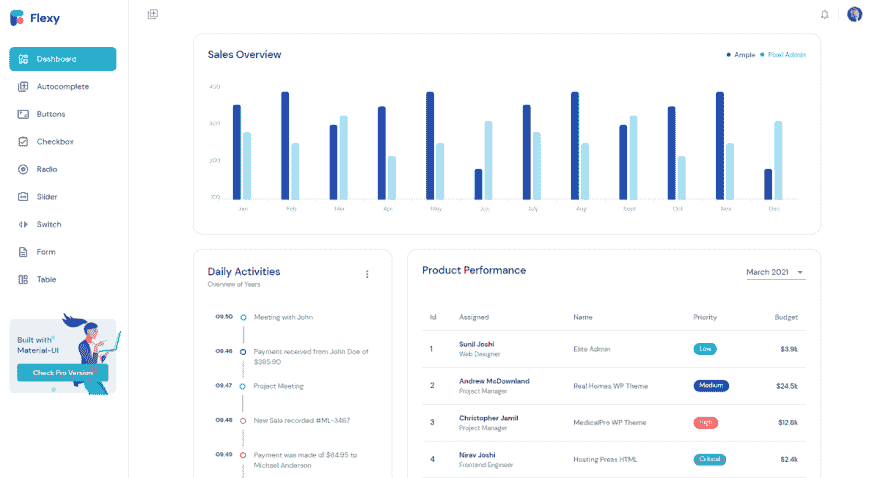 Flexy
Dashboard
Autocomplete
Buttons
Checkbox
Radio
Slider
Switch
Form
Table
Built with
Material-UI
Check Pro Version
Sales Overview
Ample
Pixel Admin
400
300
200
100
Jan
Feb
Mar
Apr
May
Jun
July
Aug
Sept
Oct
Nov
Dec
Daily Activities
Overview of Years
09.50 Meeting with John
09.46 Payment received from John Doe of
$385.90
09.47 Project Meeting
09.48 New Sale recorded #ML-3467
09.49 Payment was made of $64.95 to
Michael Anderson
Product Performance
March 2021
Id Assigned Name Priority Budget
1 Sunil Joshi Elite Admin Low $3.9k
Web Designer
2 Andrew McDownland Real Homes WP Theme Medium $24.5k
Project Manager
3 Christopher Jamil MedicalPro WP Theme High $12.8k
Project Manager
4 Nirav Joshi Hosting Press HTML Critical $2.4k
Frontend Engineer